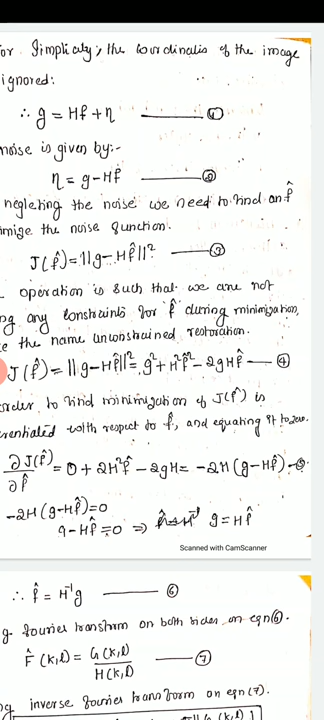 for Simplicity, the coordinates of the image
ignored:
∴ g = Hf + η ——— ①
noise is given by:-
η = g - Hf ——— ②
neglecting the noise we need to find an f̂
imize the noise function.
J(f̂) = ||g - Hf̂||² ——— ③
operation is such that we are not
ng any constraints for f̂ during minimization,
e the name unconstrained restoration.
J(f̂) = ||g - Hf̂||² = g² + H²f̂² - 2gHf̂ — ④
order to find minimization of J(f̂) is
erentiated with respect to f̂, and equating it to zero.
∂J(f̂)/∂f̂ = 0 + 2H²f̂ - 2gH = -2H(g - Hf̂) - ⑤
-2H(g - Hf̂) = 0
g - Hf̂ = 0 ⇒ g = Hf̂
Scanned with CamScanner
∴ f̂ = H⁻¹g ——— ⑥
g fourier transform on both sides on eqn(6).
F̂(k,l) = G(k,l)/H(k,l) ——— ⑦
ng inverse fourier transform on eqn(7).
G(k,l)